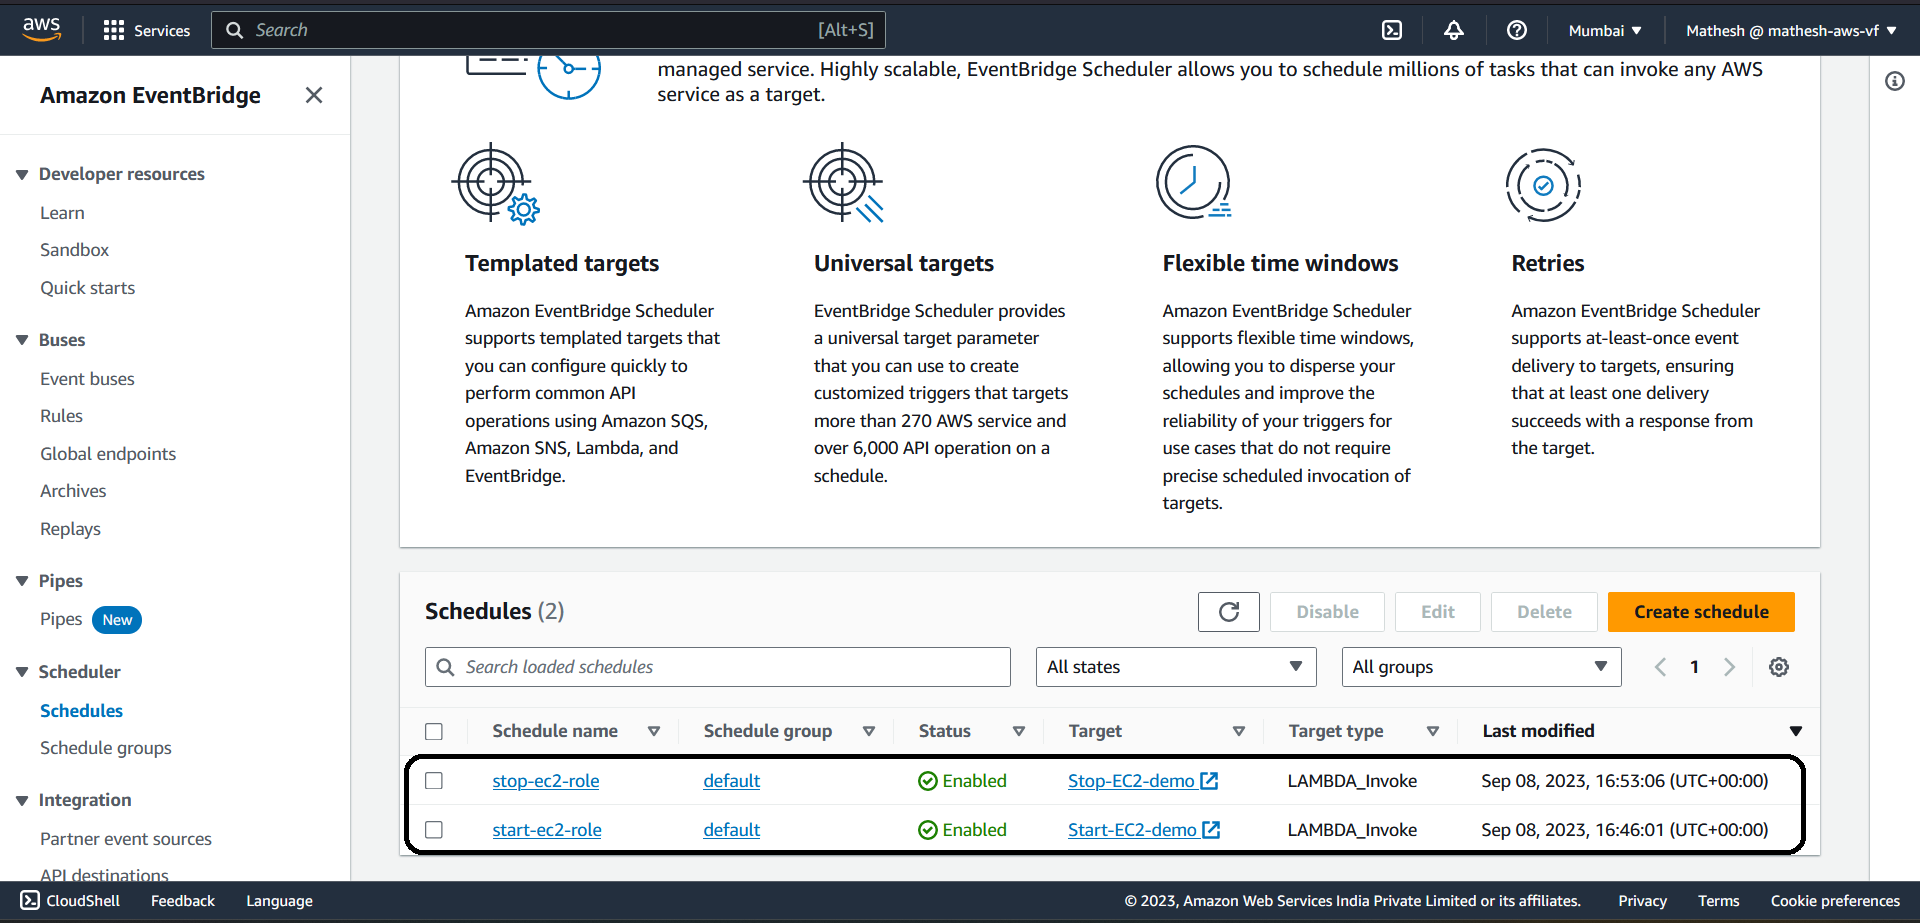 aws
Services
Search
[Alt+S]
Mumbai
Mathesh @ mathesh-aws-vf
Amazon EventBridge
Developer resources
Learn
Sandbox
Quick starts
Buses
Event buses
Rules
Global endpoints
Archives
Replays
Pipes
Pipes New
Scheduler
Schedules
Schedule groups
Integration
Partner event sources
API destinations
managed service. Highly scalable, EventBridge Scheduler allows you to schedule millions of tasks that can invoke any AWS
service as a target.
Templated targets
Amazon EventBridge Scheduler
supports templated targets that
you can configure quickly to
perform common API
operations using Amazon SQS,
Amazon SNS, Lambda, and
EventBridge.
Universal targets
EventBridge Scheduler provides
a universal target parameter
that you can use to create
customized triggers that targets
more than 270 AWS service and
over 6,000 API operation on a
schedule.
Flexible time windows
Amazon EventBridge Scheduler
supports flexible time windows,
allowing you to disperse your
schedules and improve the
reliability of your triggers for
use cases that do not require
precise scheduled invocation of
targets.
Retries
Amazon EventBridge Scheduler
supports at-least-once event
delivery to targets, ensuring
that at least one delivery
succeeds with a response from
the target.
Schedules (2)
Disable
Edit
Delete
Create schedule
Search loaded schedules
All states
All groups
1
Schedule name Schedule group Status Target Target type Last modified
stop-ec2-role default Enabled Stop-EC2-demo LAMBDA_Invoke Sep 08, 2023, 16:53:06 (UTC+00:00)
start-ec2-role default Enabled Start-EC2-demo LAMBDA_Invoke Sep 08, 2023, 16:46:01 (UTC+00:00)
CloudShell Feedback Language © 2023, Amazon Web Services India Private Limited or its affiliates. Privacy Terms Cookie preferences